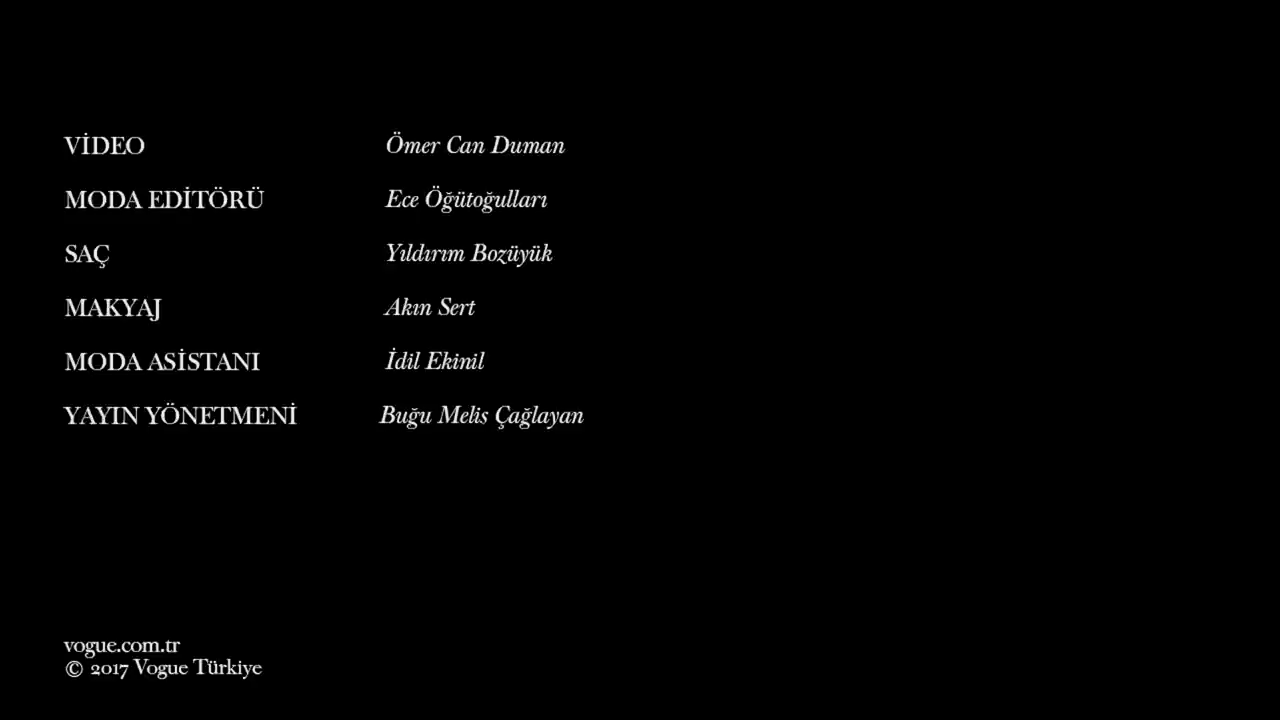 VİDEO Ömer Can Duman
MODA EDİTÖRÜ Ece Öğütoğulları
SAÇ Yıldırım Bozüyük
MAKYAJ Akın Sert
MODA ASİSTANI İdil Ekinil
YAYIN YÖNETMENİ Buğu Melis Çağlayan
vogue.com.tr
© 2017 Vogue Türkiye